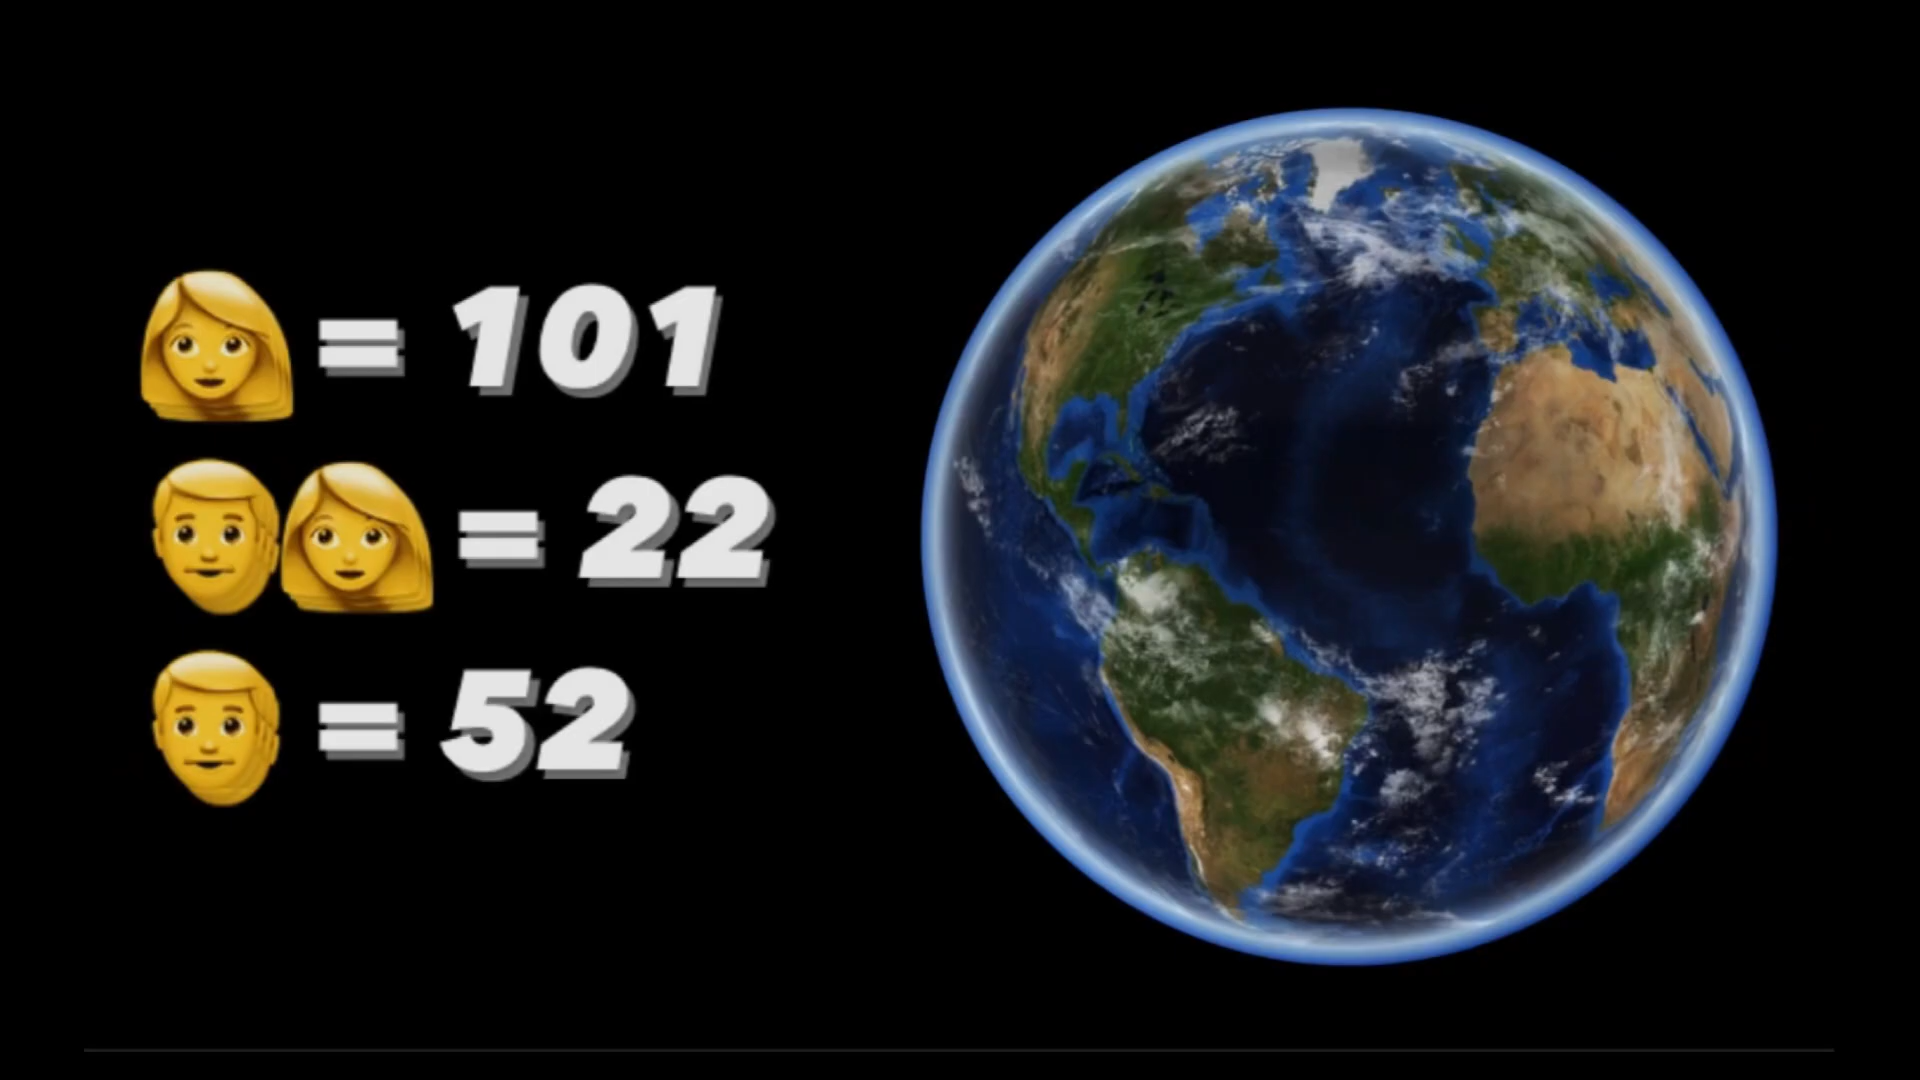 👩 = 101
👨👩 = 22
👨 = 52